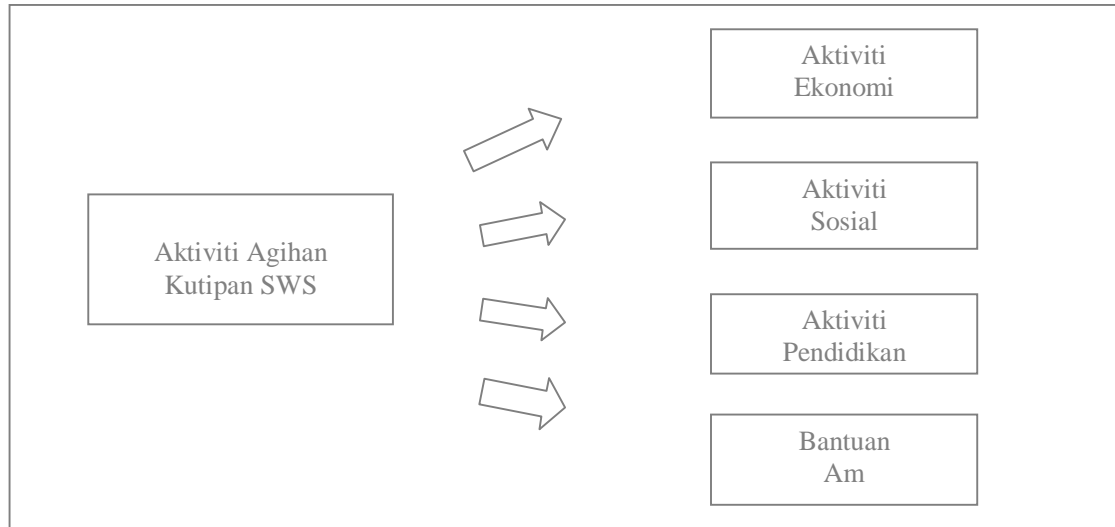 Aktiviti Agihan
Kutipan SWS
Aktiviti
Ekonomi
Aktiviti
Sosial
Aktiviti
Pendidikan
Bantuan
Am